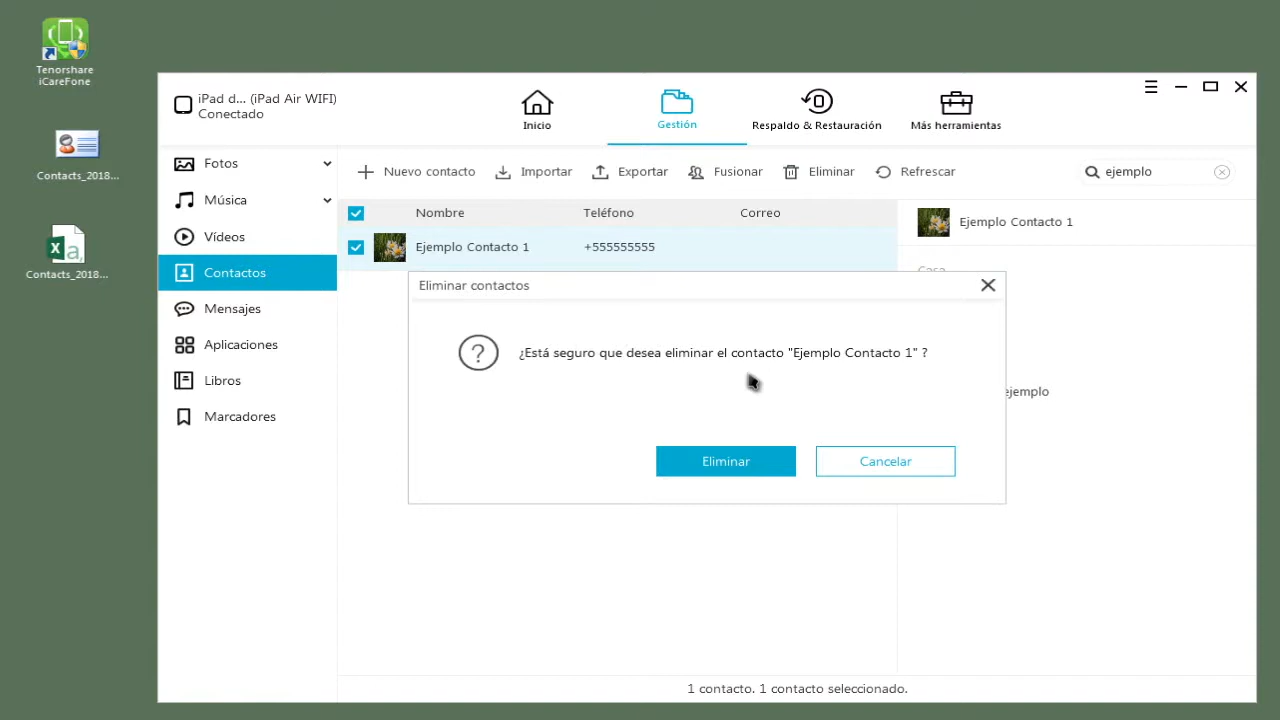 Tenorshare
iCareFone
Contacts_2018...
Contacts_2018...
iPad d... (iPad Air WIFI)
Conectado
Inicio
Gestión
Respaldo & Restauración
Más herramientas
Fotos
Música
Vídeos
Contactos
Mensajes
Aplicaciones
Libros
Marcadores
Nuevo contacto
Importar
Exportar
Fusionar
Eliminar
Refrescar
ejemplo
Nombre
Teléfono
Correo
Ejemplo Contacto 1
+555555555
Ejemplo Contacto 1
Casa
ejemplo
Eliminar contactos
¿Está seguro que desea eliminar el contacto "Ejemplo Contacto 1" ?
Eliminar
Cancelar
1 contacto. 1 contacto seleccionado.